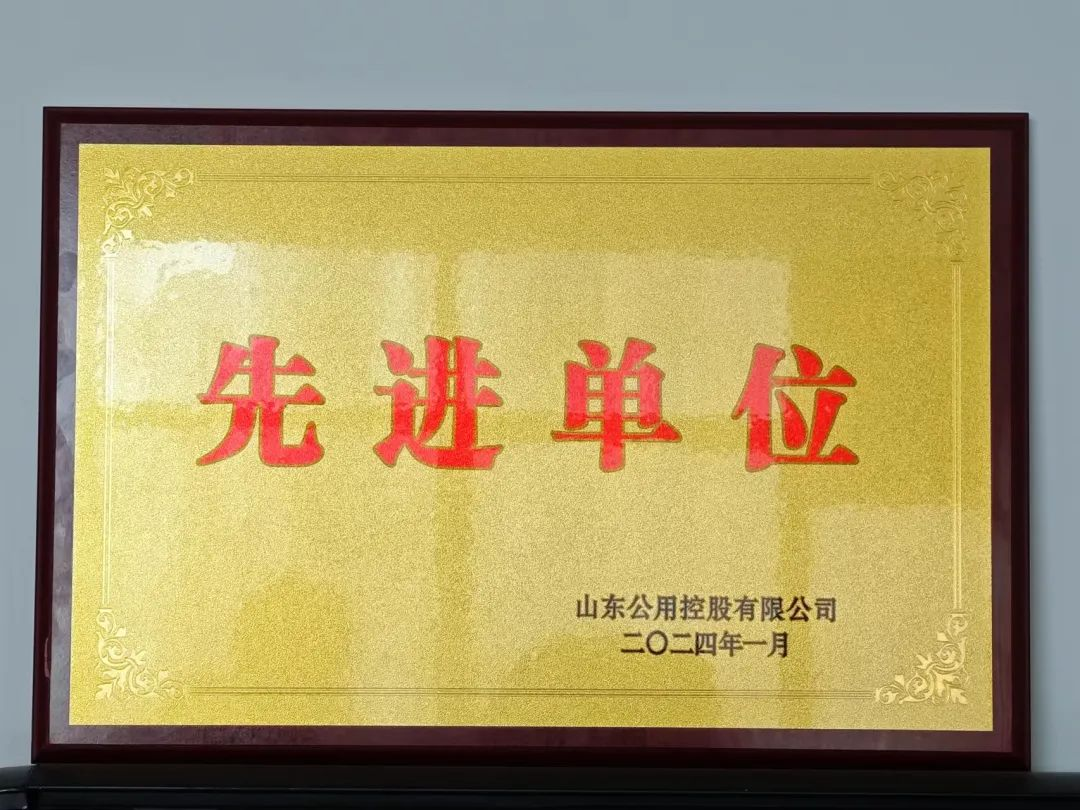 先进单位
山东公用控股有限公司
二〇二四年一月